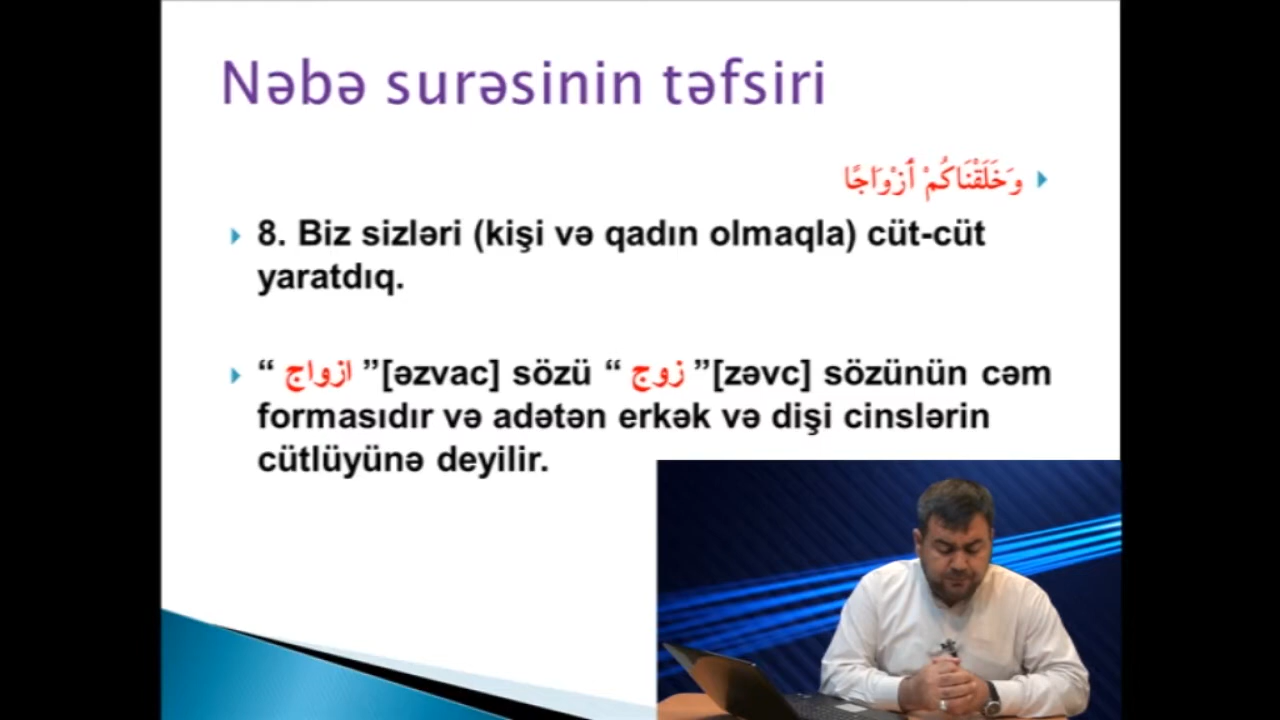 Nəbə surəsinin təfsiri
وَخَلَقْنَاكُمْ أَزْوَاجًا
8. Biz sizləri (kişi və qadın olmaqla) cüt-cüt
yaratdıq.
“ ازواج ”[əzvac] sözü “ زوج ”[zəvc] sözünün cəm
formasıdır və adətən erkək və dişi cinslərin
cütlüyünə deyilir.